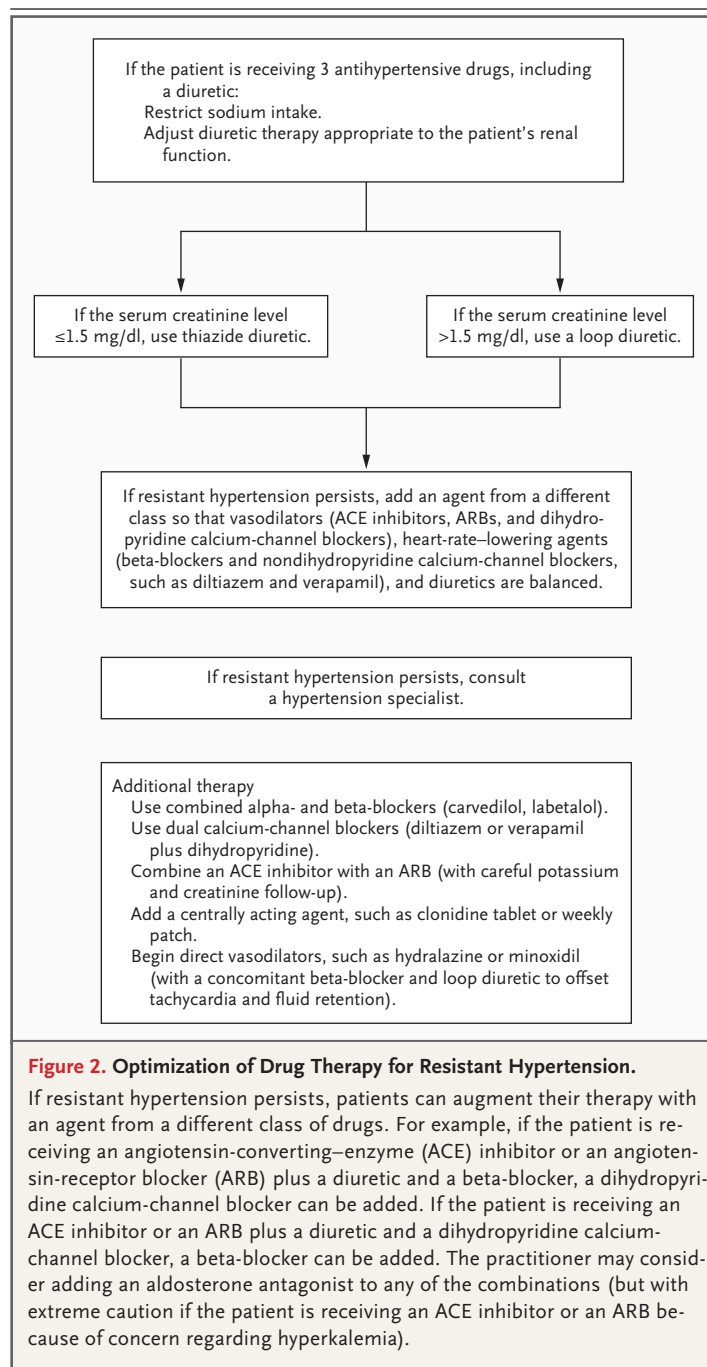 If the patient is receiving 3 antihypertensive drugs, including
a diuretic:
Restrict sodium intake.
Adjust diuretic therapy appropriate to the patient's renal
function.
If the serum creatinine level
≤1.5 mg/dl, use thiazide diuretic.
If the serum creatinine level
>1.5 mg/dl, use a loop diuretic.
If resistant hypertension persists, add an agent from a different
class so that vasodilators (ACE inhibitors, ARBs, and dihydro-
pyridine calcium-channel blockers), heart-rate–lowering agents
(beta-blockers and nondihydropyridine calcium-channel blockers,
such as diltiazem and verapamil), and diuretics are balanced.
If resistant hypertension persists, consult
a hypertension specialist.
Additional therapy
Use combined alpha- and beta-blockers (carvedilol, labetalol).
Use dual calcium-channel blockers (diltiazem or verapamil
plus dihydropyridine).
Combine an ACE inhibitor with an ARB (with careful potassium
and creatinine follow-up).
Add a centrally acting agent, such as clonidine tablet or weekly
patch.
Begin direct vasodilators, such as hydralazine or minoxidil
(with a concomitant beta-blocker and loop diuretic to offset
tachycardia and fluid retention).
Figure 2. Optimization of Drug Therapy for Resistant Hypertension.
If resistant hypertension persists, patients can augment their therapy with
an agent from a different class of drugs. For example, if the patient is re-
ceiving an angiotensin-converting–enzyme (ACE) inhibitor or an angioten-
sin-receptor blocker (ARB) plus a diuretic and a beta-blocker, a dihydropyri-
dine calcium-channel blocker can be added. If the patient is receiving an
ACE inhibitor or an ARB plus a diuretic and a dihydropyridine calcium-
channel blocker, a beta-blocker can be added. The practitioner may consid-
er adding an aldosterone antagonist to any of the combinations (but with
extreme caution if the patient is receiving an ACE inhibitor or an ARB be-
cause of concern regarding hyperkalemia).